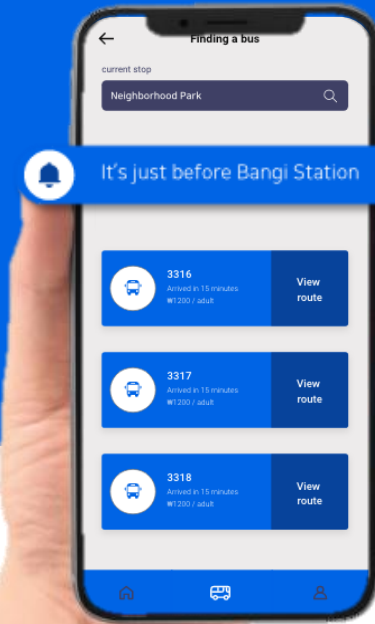 Finding a bus
current stop
Neighborhood Park
It's just before Bangi Station
3316
Arrived in 15 minutes
₩1200 / adult
View
route
3317
Arrived in 15 minutes
₩1200 / adult
View
route
3318
Arrived in 15 minutes
₩1200 / adult
View
route